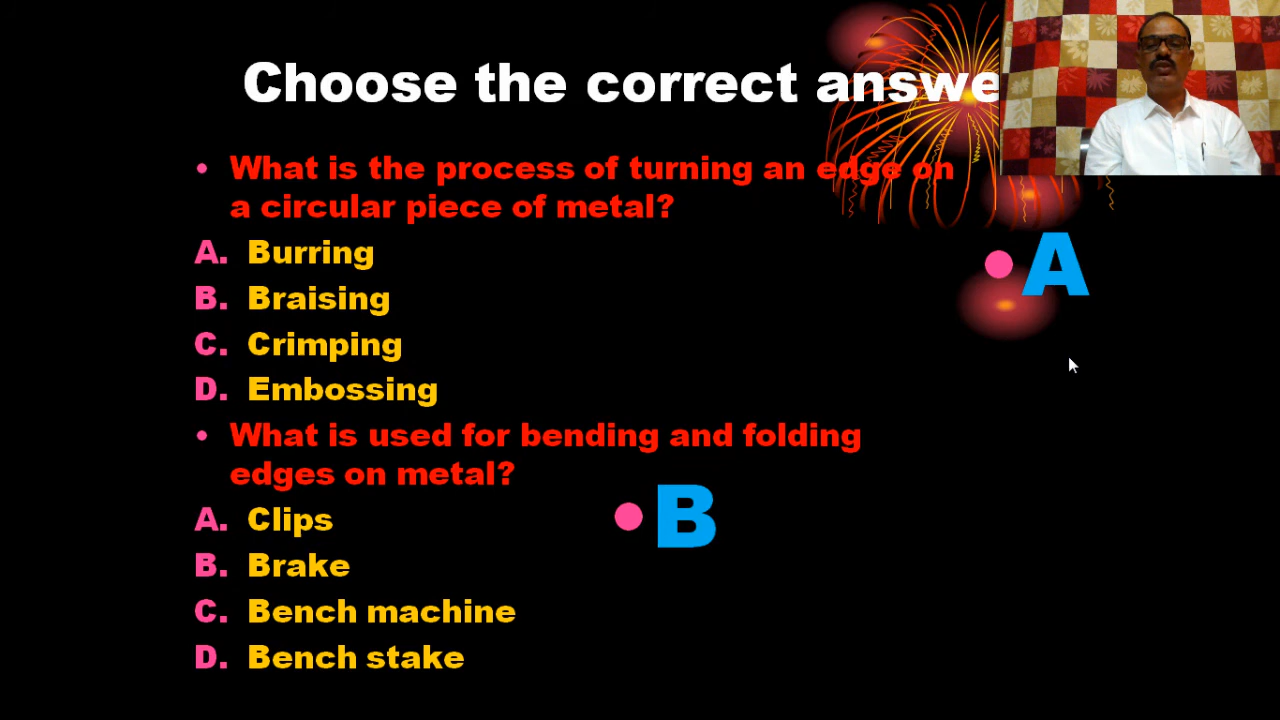 Choose the correct answe
• What is the process of turning an edge on
a circular piece of metal?
A. Burring
B. Braising
C. Crimping
D. Embossing
• A
• What is used for bending and folding
edges on metal?
A. Clips
B. Brake
C. Bench machine
D. Bench stake
• B